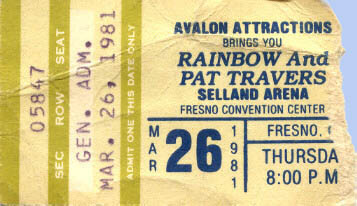 SEC ROW SEAT
05847
GEN. ADM.
MAR. 26, 1981
ADMIT ONE THIS DATE ONLY
AVALON ATTRACTIONS
BRINGS YOU
RAINBOW And
PAT TRAVERS
SELLAND ARENA
FRESNO CONVENTION CENTER
MAR
26
1981
FRESNO,
THURSDA
8:00 P.M